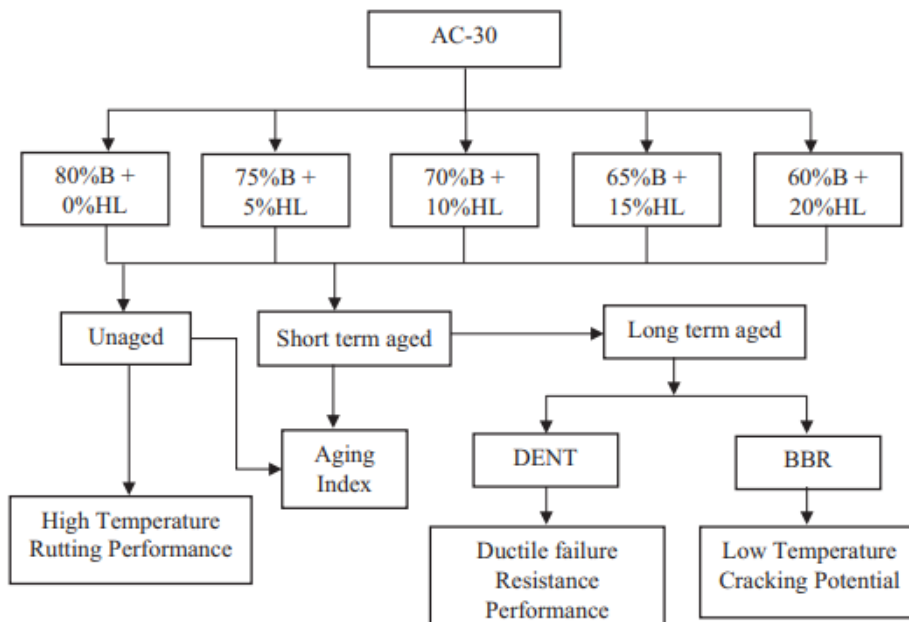 AC-30
80%B +
0%HL
75%B +
5%HL
70%B +
10%HL
65%B +
15%HL
60%B +
20%HL
Unaged
Short term aged
Long term aged
Aging
Index
DENT
BBR
High Temperature
Rutting Performance
Ductile failure
Resistance
Performance
Low Temperature
Cracking Potential